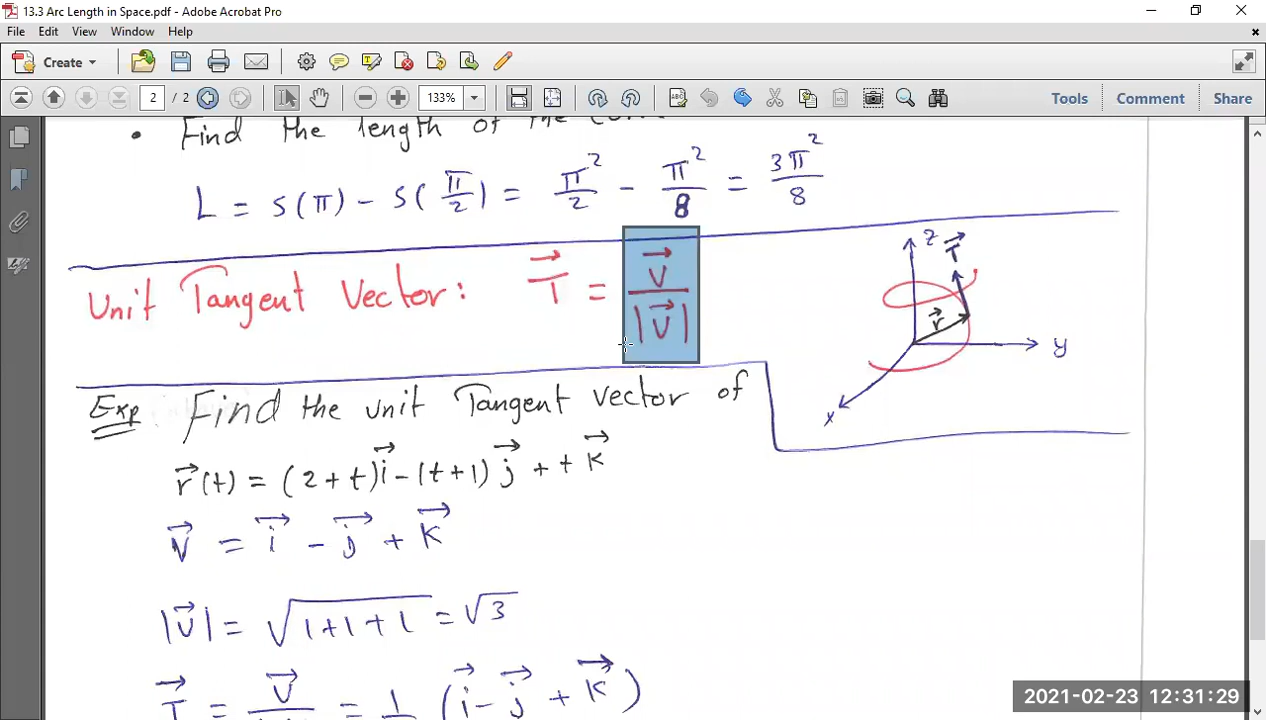 13.3 Arc Length in Space.pdf - Adobe Acrobat Pro
File Edit View Window Help
Create
2 / 2 133% Tools Comment Share
• Find the length of the
L = s(π) - s(π/2) = π²/2 - π²/8 = 3π²/8
Unit Tangent Vector: T⃗ = v⃗/|v⃗|
z T⃗
r⃗
y
x
Exp Find the unit Tangent vector of
r⃗(t) = (2+t)i⃗ - (t+1)j⃗ + t k⃗
v⃗ = i⃗ - j⃗ + k⃗
|v⃗| = √1+1+1 = √3
T⃗ = v⃗ = 1 (i⃗ - j⃗ + k⃗)
2021-02-23 12:31:29